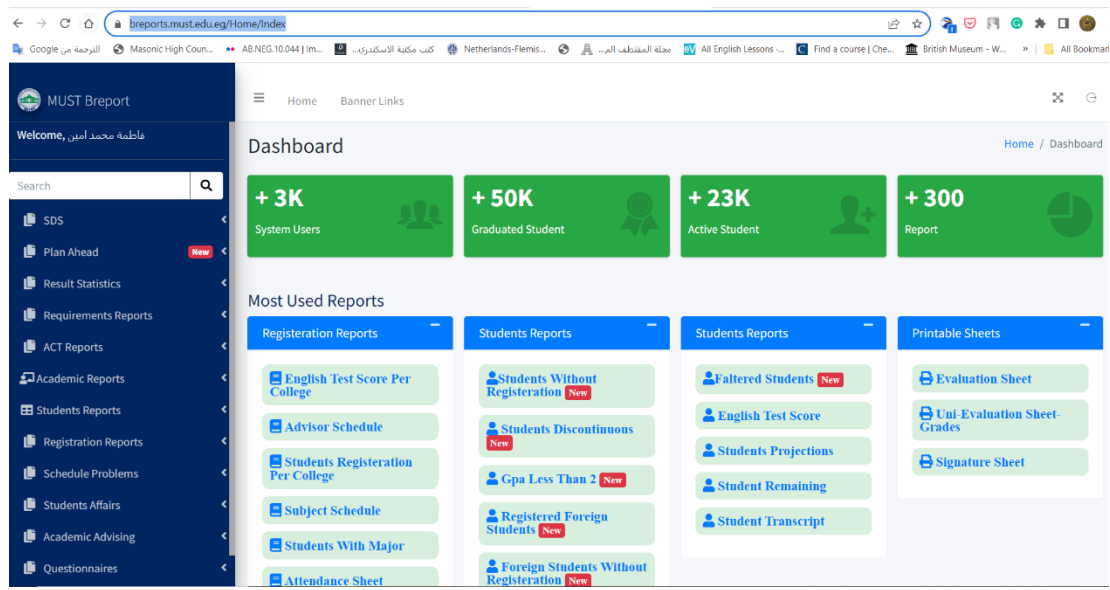 breports.must.edu.eg/Home/Index
Google الترجمة من
Masonic High Coun...
AB.NEG.10.044 | Im...
كتب مكتبة الاسكندري...
Netherlands-Flemis...
مجلة المقتطف الم...
All English Lessons -...
Find a course | Che...
British Museum - W...
»
All Bookmar
MUST Breport
Home Banner Links
Welcome, فاطمة محمد امين
Dashboard
Home / Dashboard
Search
+ 3K
System Users
+ 50K
Graduated Student
+ 23K
Active Student
+ 300
Report
SDS
Plan Ahead New
Result Statistics
Requirements Reports
ACT Reports
Academic Reports
Students Reports
Registration Reports
Schedule Problems
Students Affairs
Academic Advising
Questionnaires
Most Used Reports
Registeration Reports
English Test Score Per
College
Advisor Schedule
Students Registeration
Per College
Subject Schedule
Students With Major
Attendance Sheet
Students Reports
Students Without
Registeration New
Students Discontinuous
New
Gpa Less Than 2 New
Registered Foreign
Students New
Foreign Students Without
Registeration New
Students Reports
Faltered Students New
English Test Score
Students Projections
Student Remaining
Student Transcript
Printable Sheets
Evaluation Sheet
Uni-Evaluation Sheet-
Grades
Signature Sheet